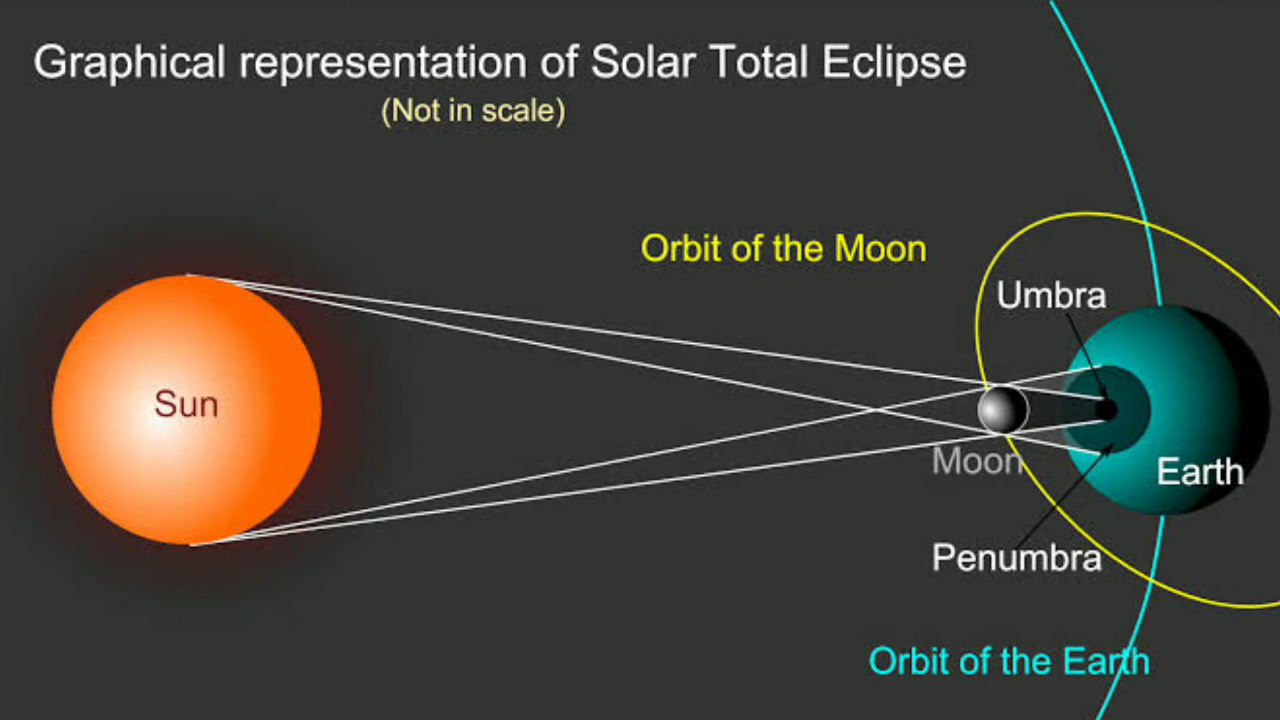 Graphical representation of Solar Total Eclipse
(Not in scale)
Orbit of the Moon
Umbra
Sun
Moon
Earth
Penumbra
Orbit of the Earth